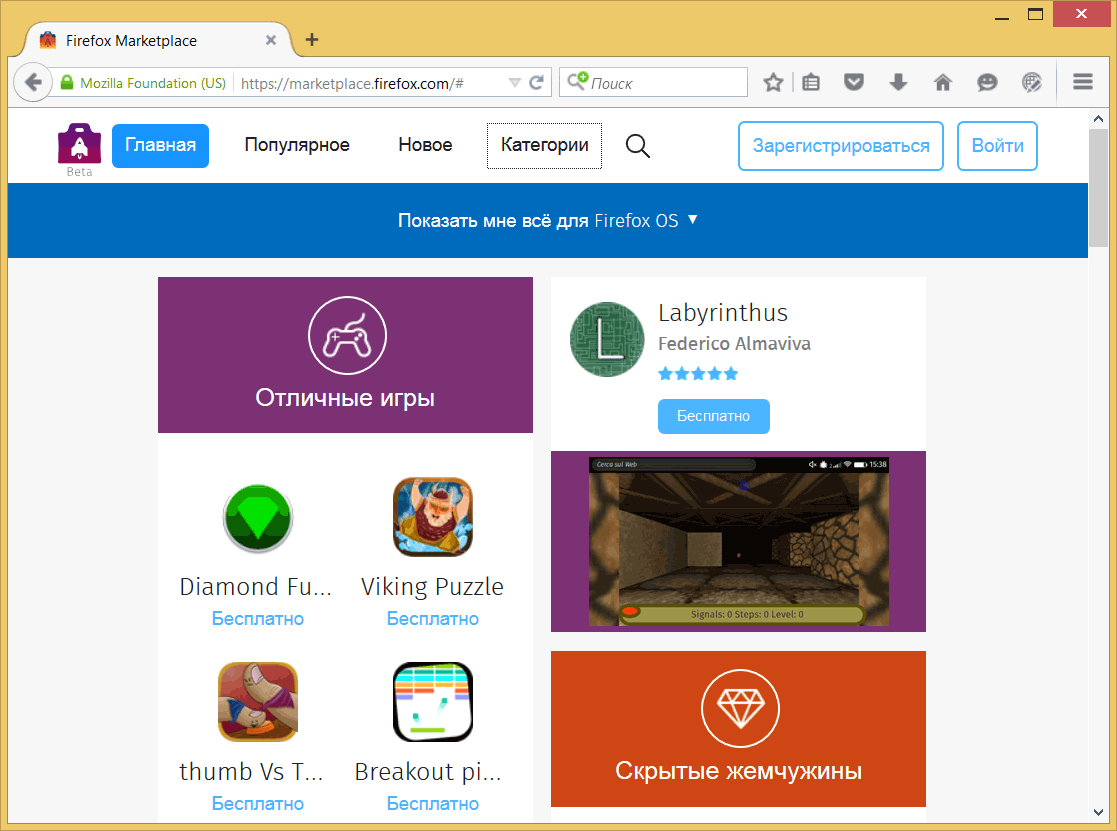 Firefox Marketplace
Mozilla Foundation (US)
https://marketplace.firefox.com/#
Поиск
Beta
Главная
Популярное
Новое
Категории
Зарегистрироваться
Войти
Показать мне всё для Firefox OS
Отличные игры
Diamond Fu...
Бесплатно
Viking Puzzle
Бесплатно
thumb Vs T...
Бесплатно
Breakout pi...
Бесплатно
L
Labyrinthus
Federico Almaviva
Бесплатно
Cerca sul Web
15:38
Signals: 0 Steps: 0 Level: 0
Скрытые жемчужины